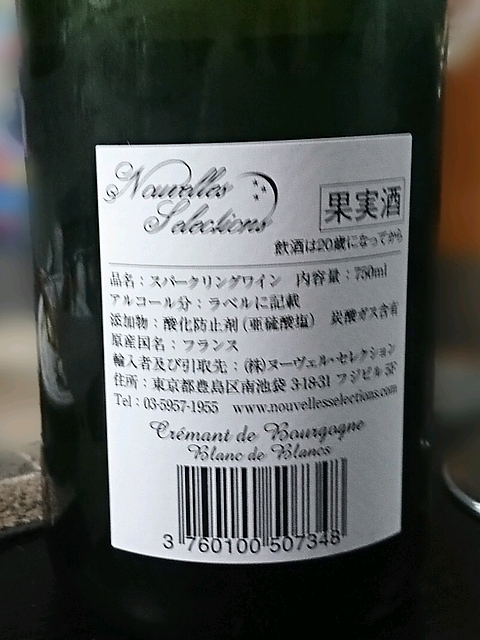 Nouvelles
Selections
果実酒
飲酒は20歳になってから
品名：スパークリングワイン　内容量：750ml
アルコール分：ラベルに記載
添加物：酸化防止剤（亜硫酸塩）　炭酸ガス含有
原産国名：フランス
輸入者及び引取先：（株）ヌーヴェル・セレクション
住所：東京都豊島区南池袋 3-18-31 フジビル 5F
Tel：03-5957-1955　www.nouvellesselections.com
Crémant de Bourgogne
Blanc de Blancs
3 760100 507348